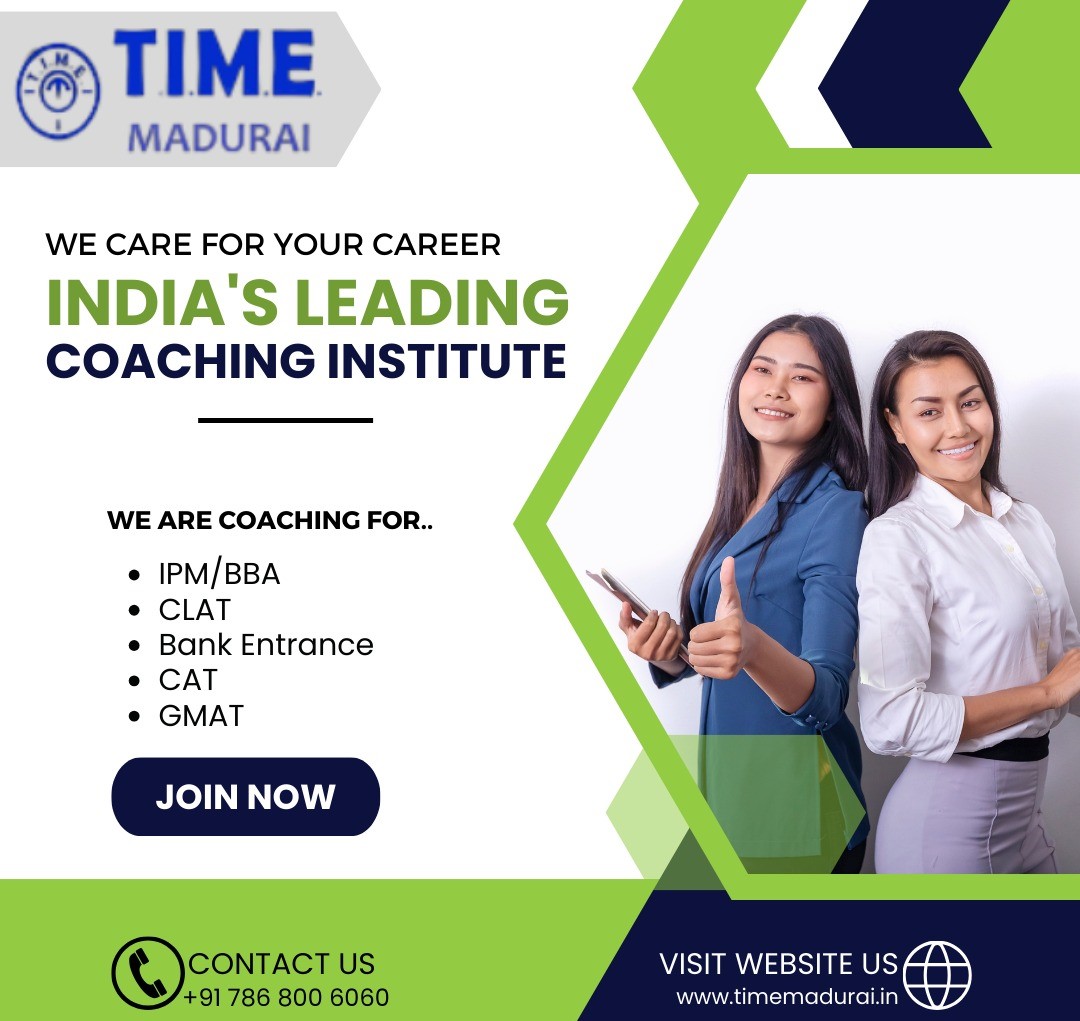 T.I.M.E.
T.I.M.E.
MADURAI
WE CARE FOR YOUR CAREER
INDIA'S LEADING
COACHING INSTITUTE
WE ARE COACHING FOR..
• IPM/BBA
• CLAT
• Bank Entrance
• CAT
• GMAT
JOIN NOW
CONTACT US
+91 786 800 6060
VISIT WEBSITE US
www.timemadurai.in